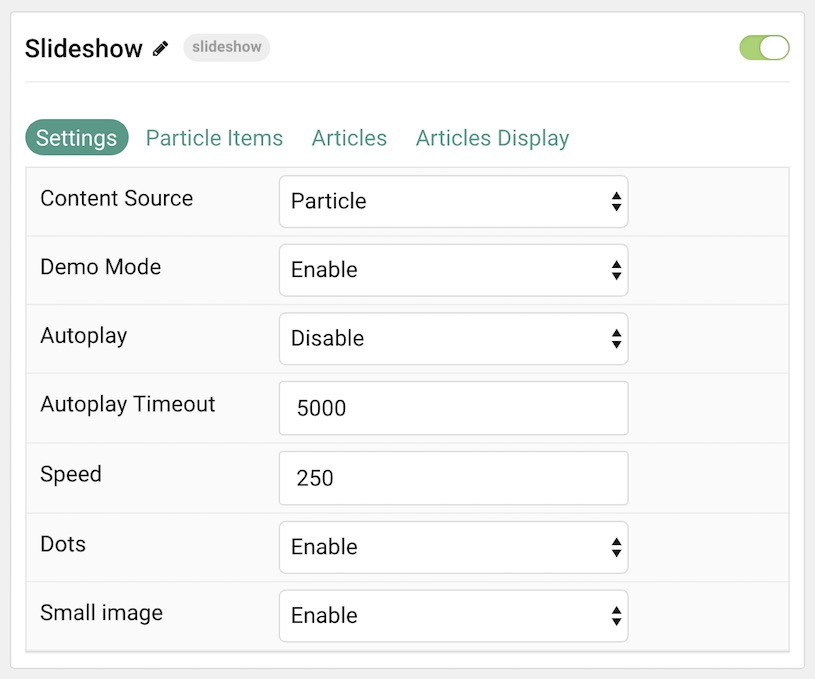 Slideshow slideshow
Settings Particle Items Articles Articles Display
Content Source Particle
Demo Mode Enable
Autoplay Disable
Autoplay Timeout 5000
Speed 250
Dots Enable
Small image Enable